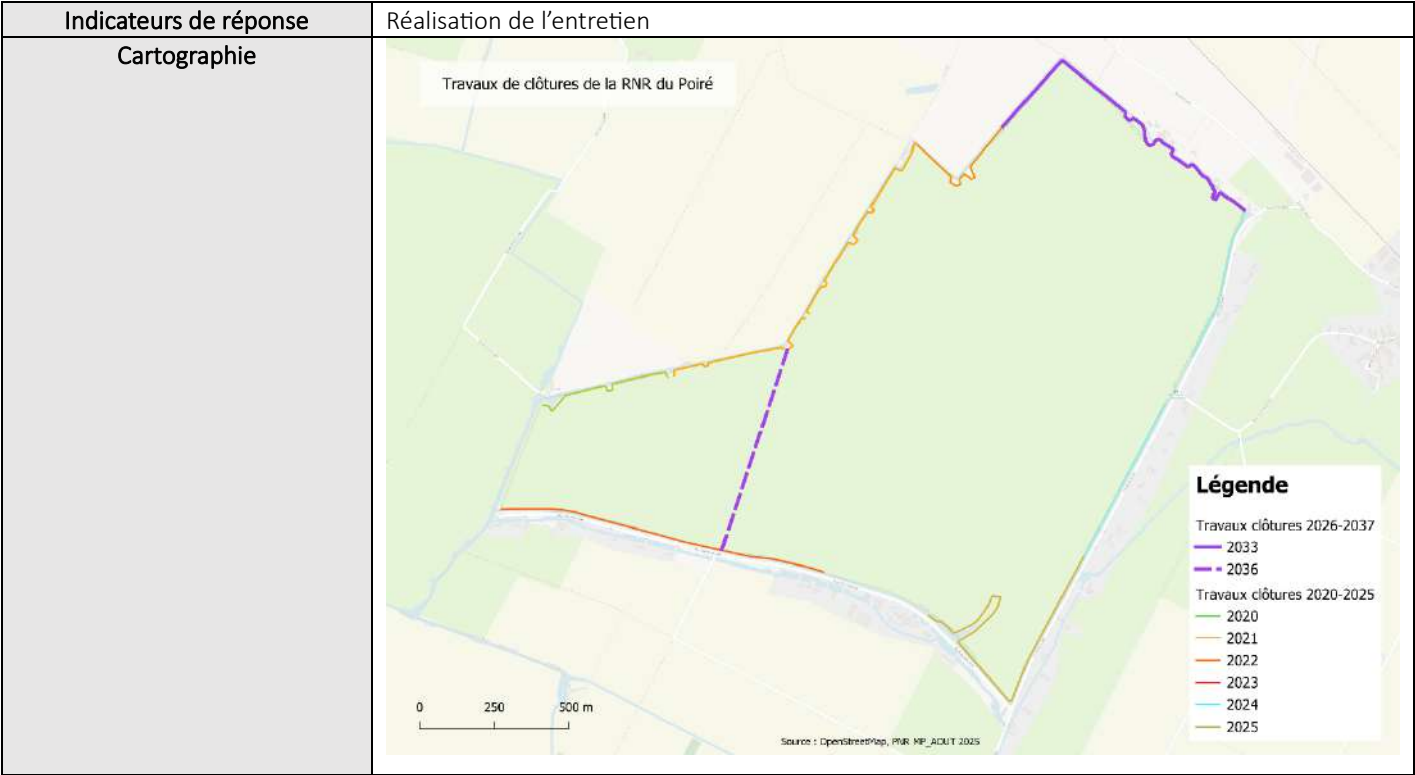 Indicateurs de réponse
Réalisation de l’entretien
Cartographie
Travaux de clôtures de la RNR du Poiré
Légende
Travaux clôtures 2026-2037
2033
2036
Travaux clôtures 2020-2025
2020
2021
2022
2023
2024
2025
0 250 500 m
Source : OpenStreetMap, PNR MP_AOUT 2025